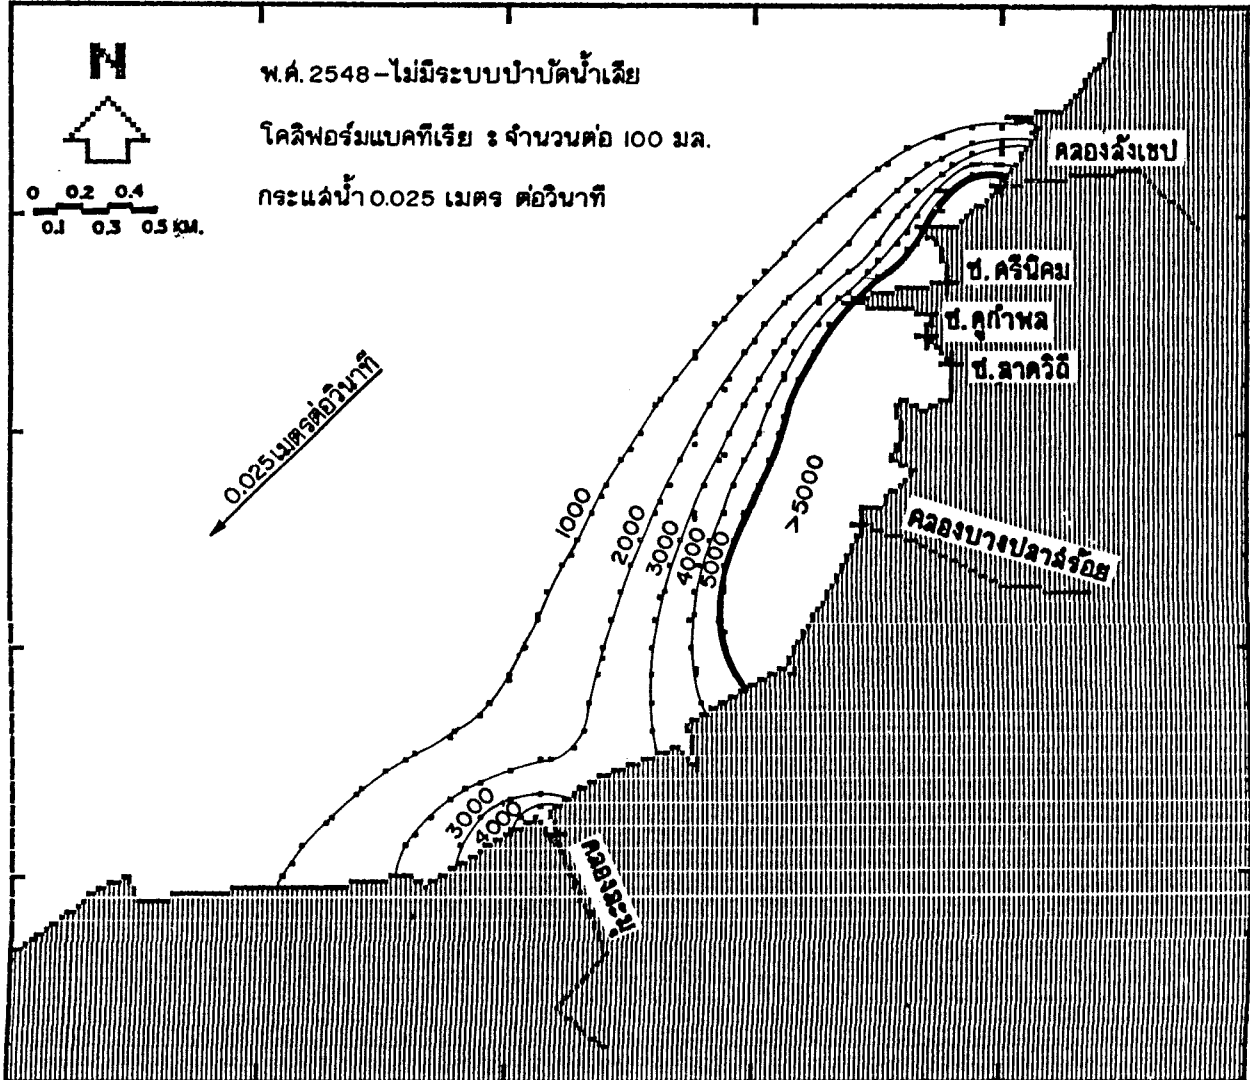 N
พ.ศ. 2548-ไม่มีระบบบำบัดน้ำเสีย
โคลิฟอร์มแบคทีเรีย : จำนวนต่อ 100 มล.
กระแสน้ำ 0.025 เมตร ต่อวินาที
0 0.2 0.4
0.1 0.3 0.5 KM.
คลองสังเขป
ซ.ศรีนิคม
ซ.คูกำพล
ซ.ลาดวิถี
0.025 เมตรต่อวินาที
1000
2000
3000
4000
5000
>5000
คลองบางปลาสร้อย
3000
4000